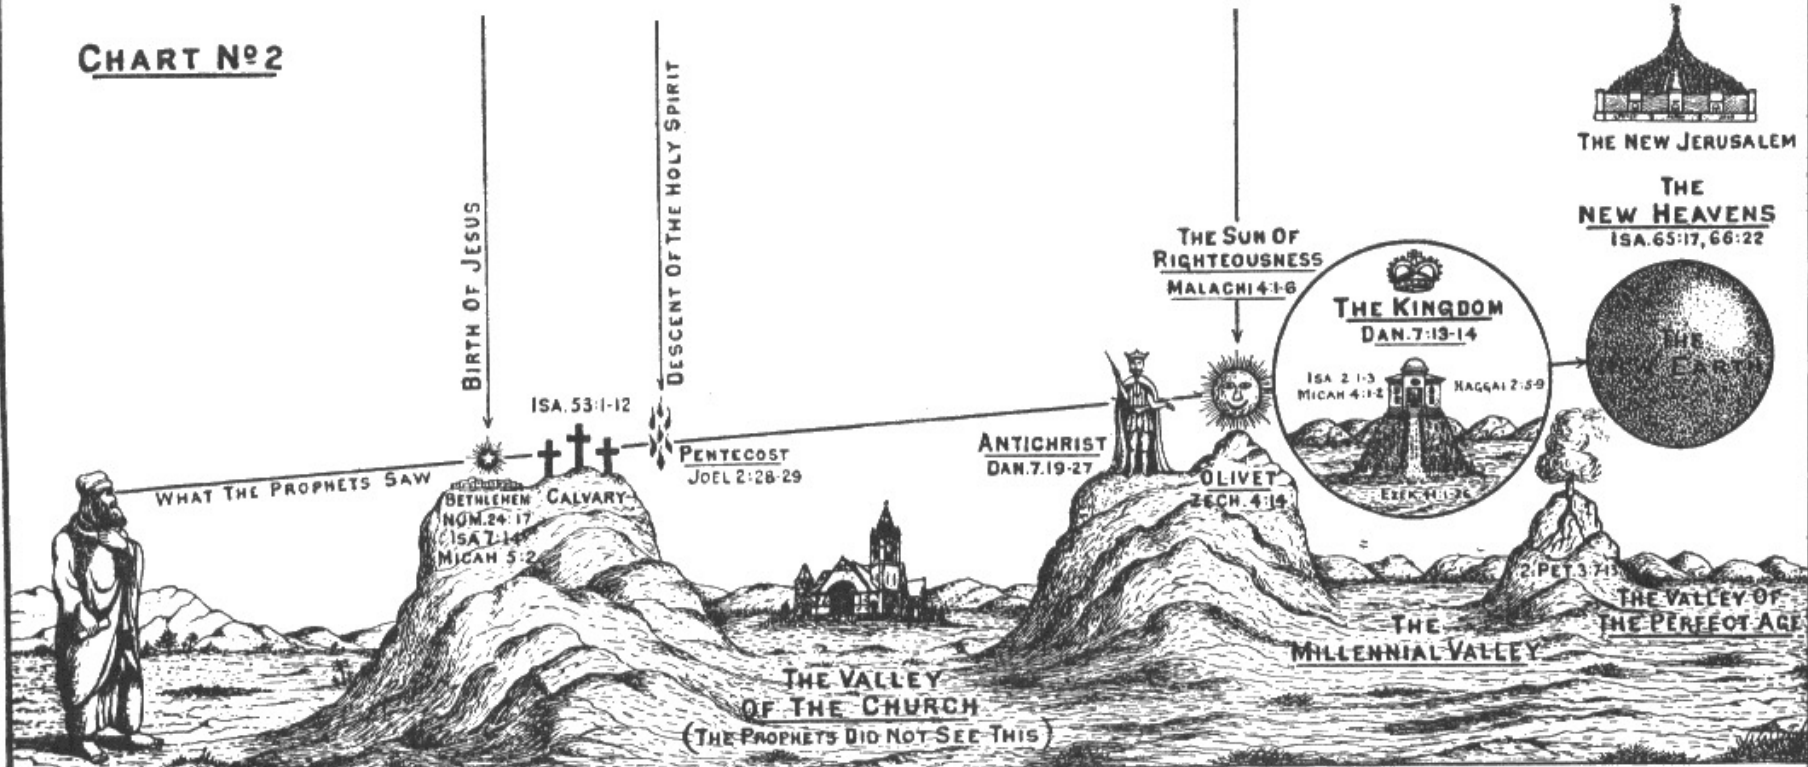 CHART Nº 2
BIRTH OF JESUS
DESCENT OF THE HOLY SPIRIT
THE NEW JERUSALEM
THE
NEW HEAVENS
ISA. 65:17, 66:22
THE
EARTH
THE SUN OF
RIGHTEOUSNESS
MALACHI 4:1-6
THE KINGDOM
DAN. 7:13-14
ISA 2 1-3
MICAH 4:1-2
HAGGAI 2:5-9
WHAT THE PROPHETS SAW
ISA. 53:1-12
BETHLEHEM
NUM. 24:17
ISA 7:14
MICAH 5:2
CALVARY
PENTECOST
JOEL 2:28-29
ANTICHRIST
DAN. 7.19-27
OLIVET
ZECH. 4:14
2. PET. 3:7-13
THE VALLEY
OF THE CHURCH
(THE PROPHETS DID NOT SEE THIS)
THE
MILLENNIAL VALLEY
THE VALLEY OF
THE PERFECT AGE